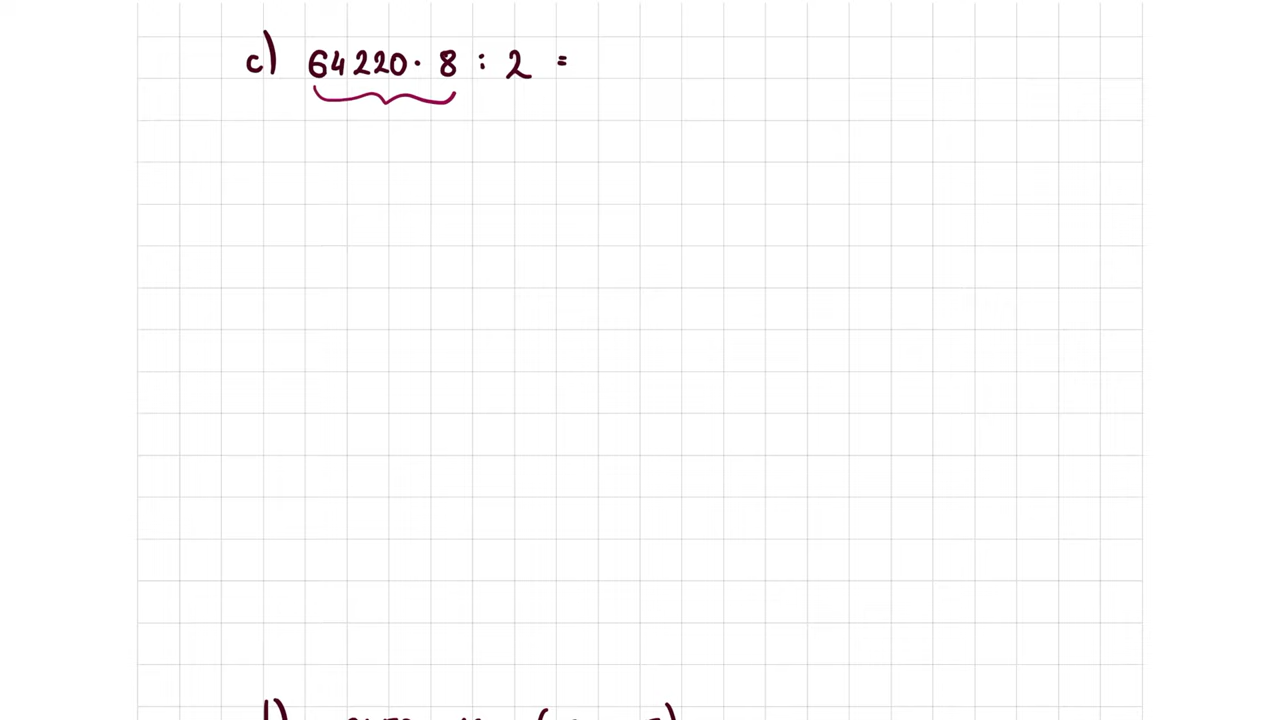 c) 64220 · 8 : 2 =